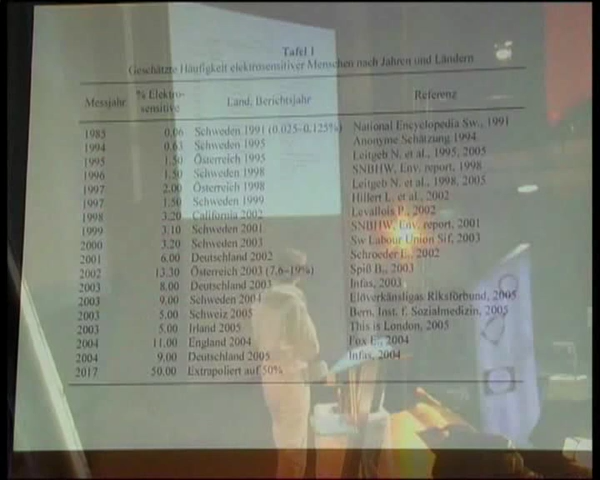 Tafel 1
Geschätzte Häufigkeit elektrosensitiver Menschen nach Jahren und Ländern
Messjahr % Elektro-sensitive Land, Berichtsjahr Referenz
1985 0.06 Schweden 1991 (0.025–0.125%) National Encyclopedia Sw., 1991
1994 0.63 Schweden 1995 Anonyme Schätzung 1994
1995 1.50 Österreich 1995 Leitgeb N. et al., 1995, 2005
1996 1.50 Schweden 1998 SNBHW, Env. report, 1998
1997 2.00 Österreich 1998 Leitgeb N. et al., 1998, 2005
1997 1.50 Schweden 1999 Hillert L. et al., 2002
1998 3.20 California 2002 Levallois P., 2002
1999 3.10 Schweden 2001 SNBHW, Env. report, 2001
2000 3.20 Schweden 2003 Sw Labour Union Sif, 2003
2001 6.00 Deutschland 2002 Schroeder E., 2002
2002 13.30 Österreich 2003 (7.6–19%) Spiß B., 2003
2003 8.00 Deutschland 2003 Infas, 2003
2003 9.00 Schweden 2004 Elöverkänsligas Riksförbund, 2005
2003 5.00 Schweiz 2005 Bern. Inst. f. Sozialmedizin, 2005
2003 5.00 Irland 2005 This is London, 2005
2004 11.00 England 2004 Fox E., 2004
2004 9.00 Deutschland 2005 Infas, 2004
2017 50.00 Extrapoliert auf 50%